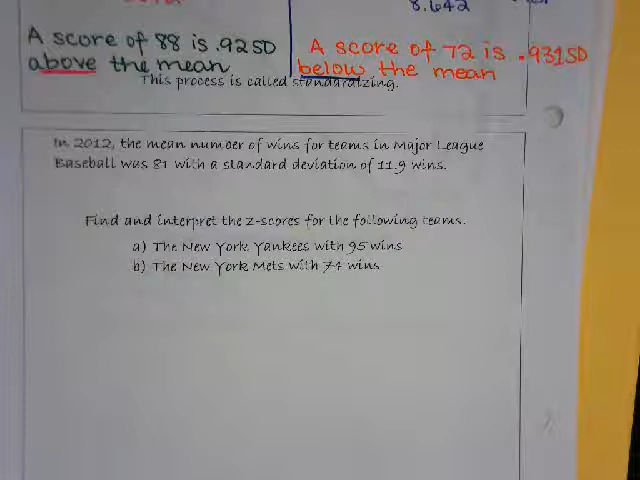 8.642
A score of 88 is .92SD
above the mean
A score of 72 is .931SD
below the mean
This process is called standardizing.
In 2012, the mean number of wins for teams in Major League
Baseball was 81 with a standard deviation of 11.9 wins.
Find and interpret the z-scores for the following teams.
a) The New York Yankees with 95 wins
b) The New York Mets with 74 wins